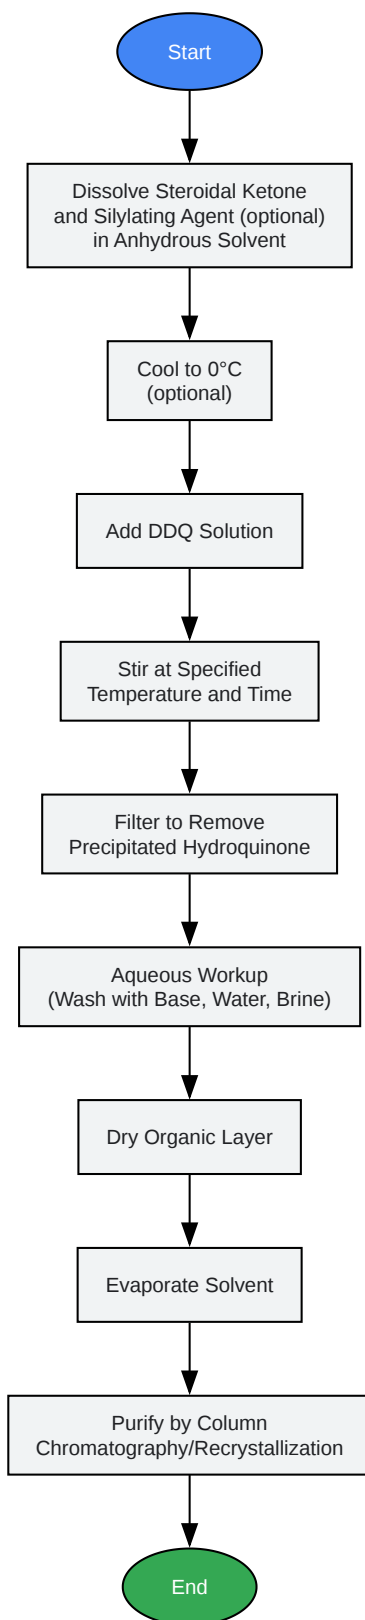 Start
Dissolve Steroidal Ketone
and Silylating Agent (optional)
in Anhydrous Solvent
Cool to 0°C
(optional)
Add DDQ Solution
Stir at Specified
Temperature and Time
Filter to Remove
Precipitated Hydroquinone
Aqueous Workup
(Wash with Base, Water, Brine)
Dry Organic Layer
Evaporate Solvent
Purify by Column
Chromatography/Recrystallization
End